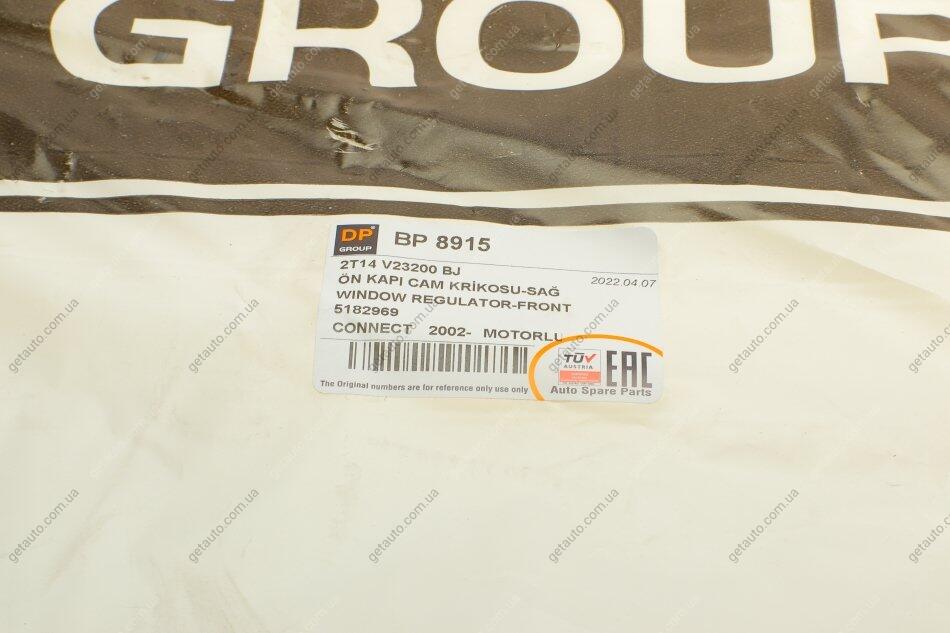 GROUP
DP
GROUP
BP 8915
2T14 V23200 BJ
2022.04.07
ÖN KAPI CAM KRİKOSU-SAĞ
WINDOW REGULATOR-FRONT
5182969
CONNECT 2002- MOTORLU
TÜV
AUSTRIA
EAC
The Original numbers are for reference only use only
Auto Spare Parts
getauto.com.ua